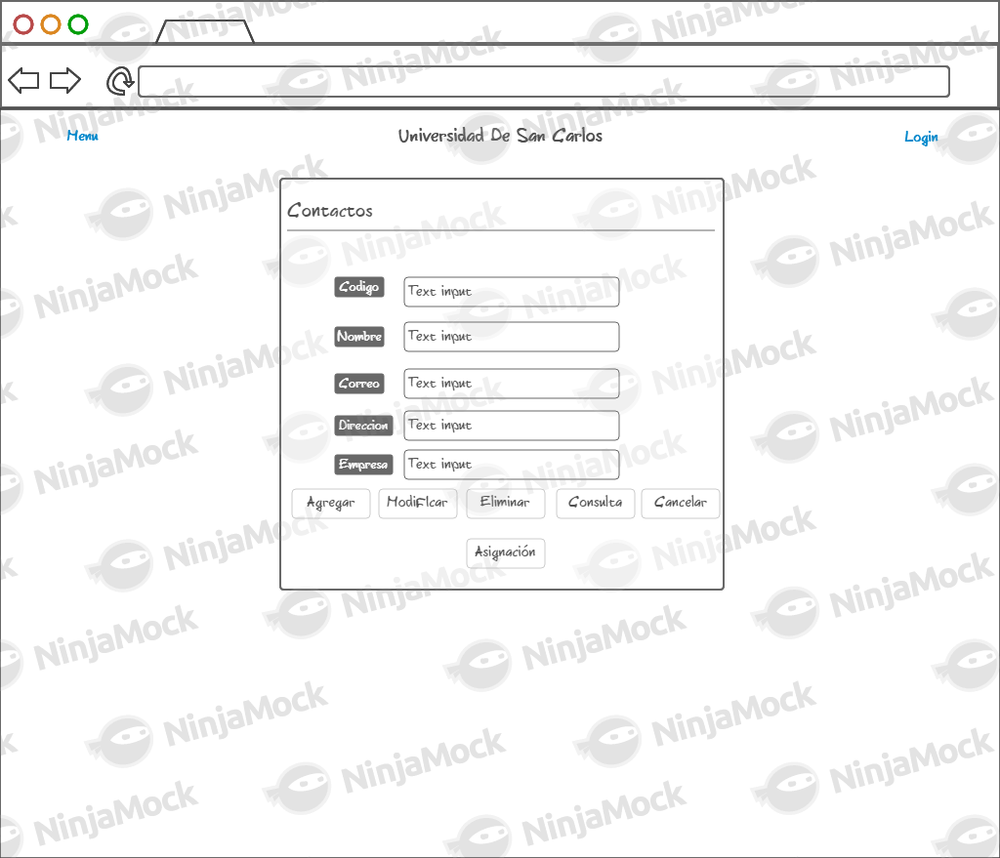 Menu
Universidad De San Carlos
Login
Contactos
Codigo
Text input
Nombre
Text input
Correo
Text input
Direccion
Text input
Empresa
Text input
Agregar
ModiFIcar
Eliminar
Consulta
Cancelar
Asignación
NinjaMock